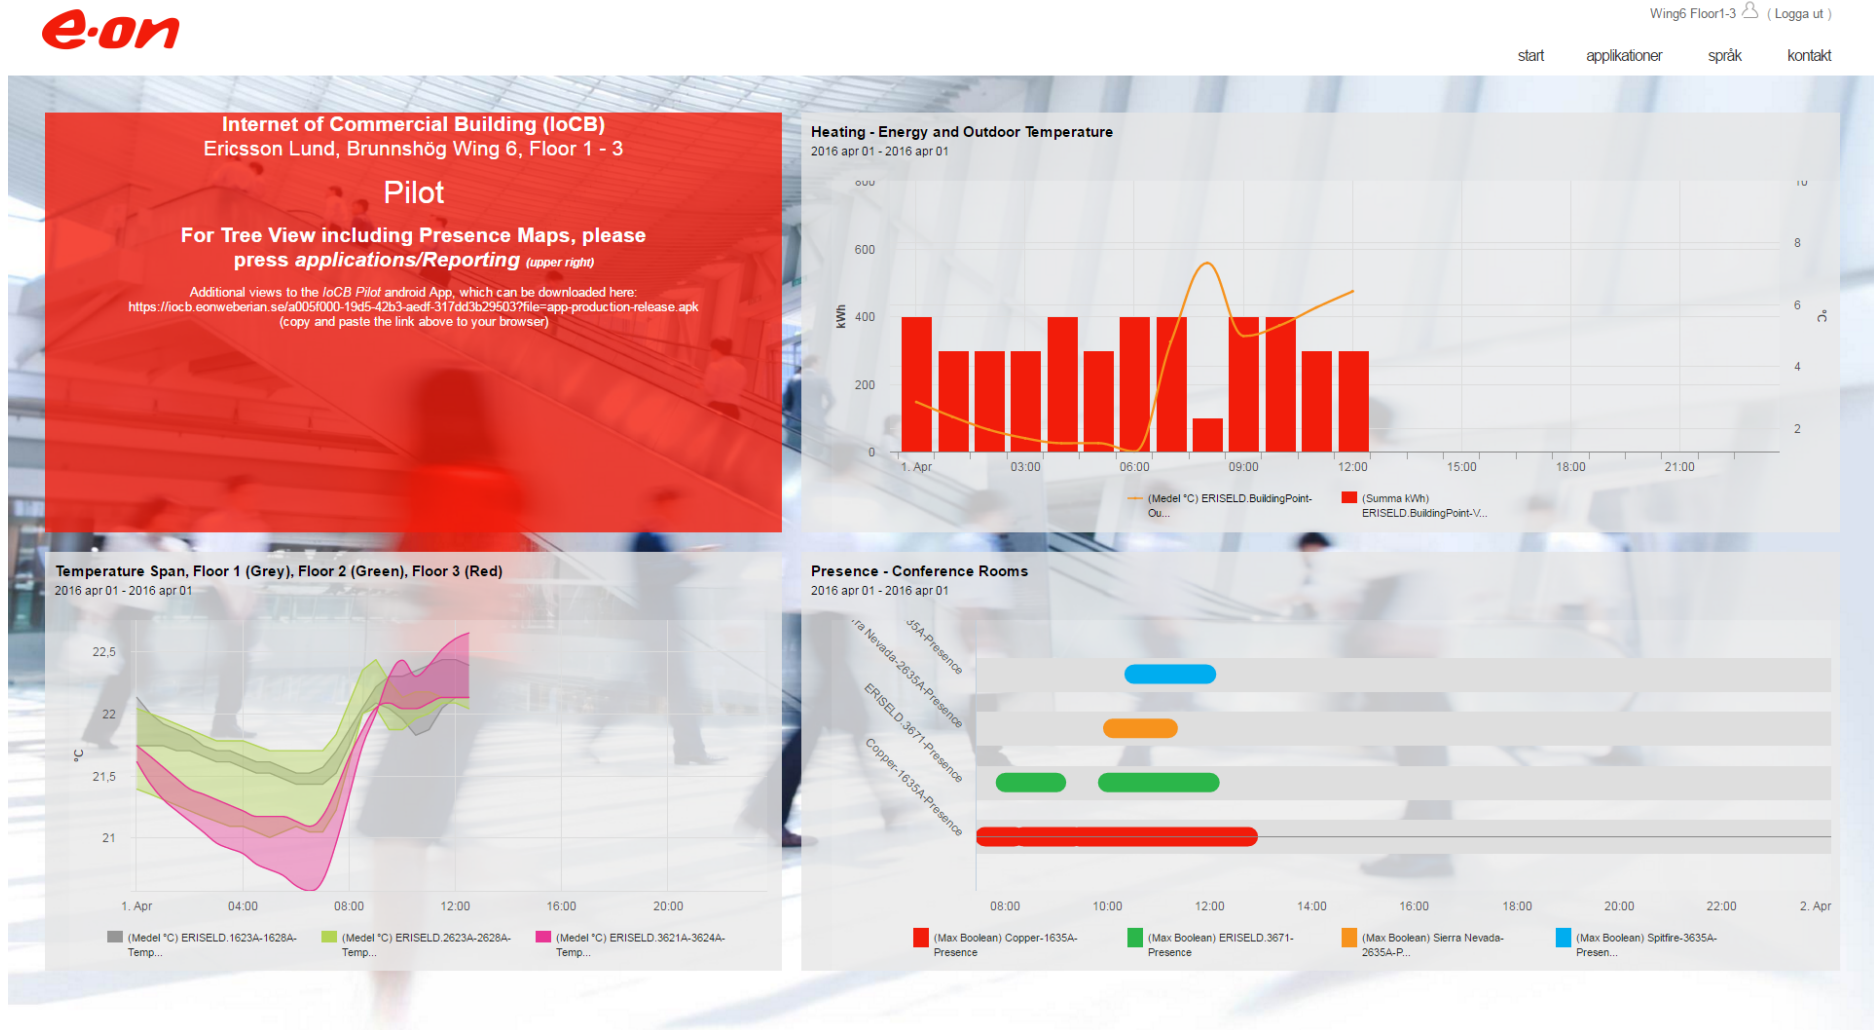 e·on
Wing6 Floor1-3 ( Logga ut )
start applikationer språk kontakt
Internet of Commercial Building (IoCB)
Ericsson Lund, Brunnshög Wing 6, Floor 1 - 3
Pilot
For Tree View including Presence Maps, please
press applications/Reporting (upper right)
Additional views to the IoCB Pilot android App, which can be downloaded here:
https://iocb.eonweberian.se/a005f000-19d5-42b3-aedf-317dd3b29503?file=app-production-release.apk
(copy and paste the link above to your browser)
Heating - Energy and Outdoor Temperature
2016 apr 01 - 2016 apr 01
800 10
600 8
6
kWh 400 °C
4
200
2
0
1. Apr 03:00 06:00 09:00 12:00 15:00 18:00 21:00
(Medel °C) ERISELD.BuildingPoint-
Ou...
(Summa kWh)
ERISELD.BuildingPoint-V...
Temperature Span, Floor 1 (Grey), Floor 2 (Green), Floor 3 (Red)
2016 apr 01 - 2016 apr 01
22,5
22
°C
21,5
21
1. Apr 04:00 08:00 12:00 16:00 20:00
(Medel °C) ERISELD.1623A-1628A-
Temp...
(Medel °C) ERISELD.2623A-2628A-
Temp...
(Medel °C) ERISELD.3621A-3624A-
Temp...
Presence - Conference Rooms
2016 apr 01 - 2016 apr 01
35A-Presence
ra Nevada-2635A-Presence
ERISELD.3671-Presence
Copper-1635A-Presence
08:00 10:00 12:00 14:00 16:00 18:00 20:00 22:00 2. Apr
(Max Boolean) Copper-1635A-
Presence
(Max Boolean) ERISELD.3671-
Presence
(Max Boolean) Sierra Nevada-
2635A-P...
(Max Boolean) Spitfire-3635A-
Presen...